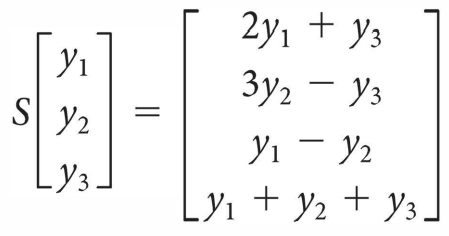 S [y₁ y₂ y₃] = [2y₁ + y₃
3y₂ − y₃
y₁ − y₂
y₁ + y₂ + y₃]